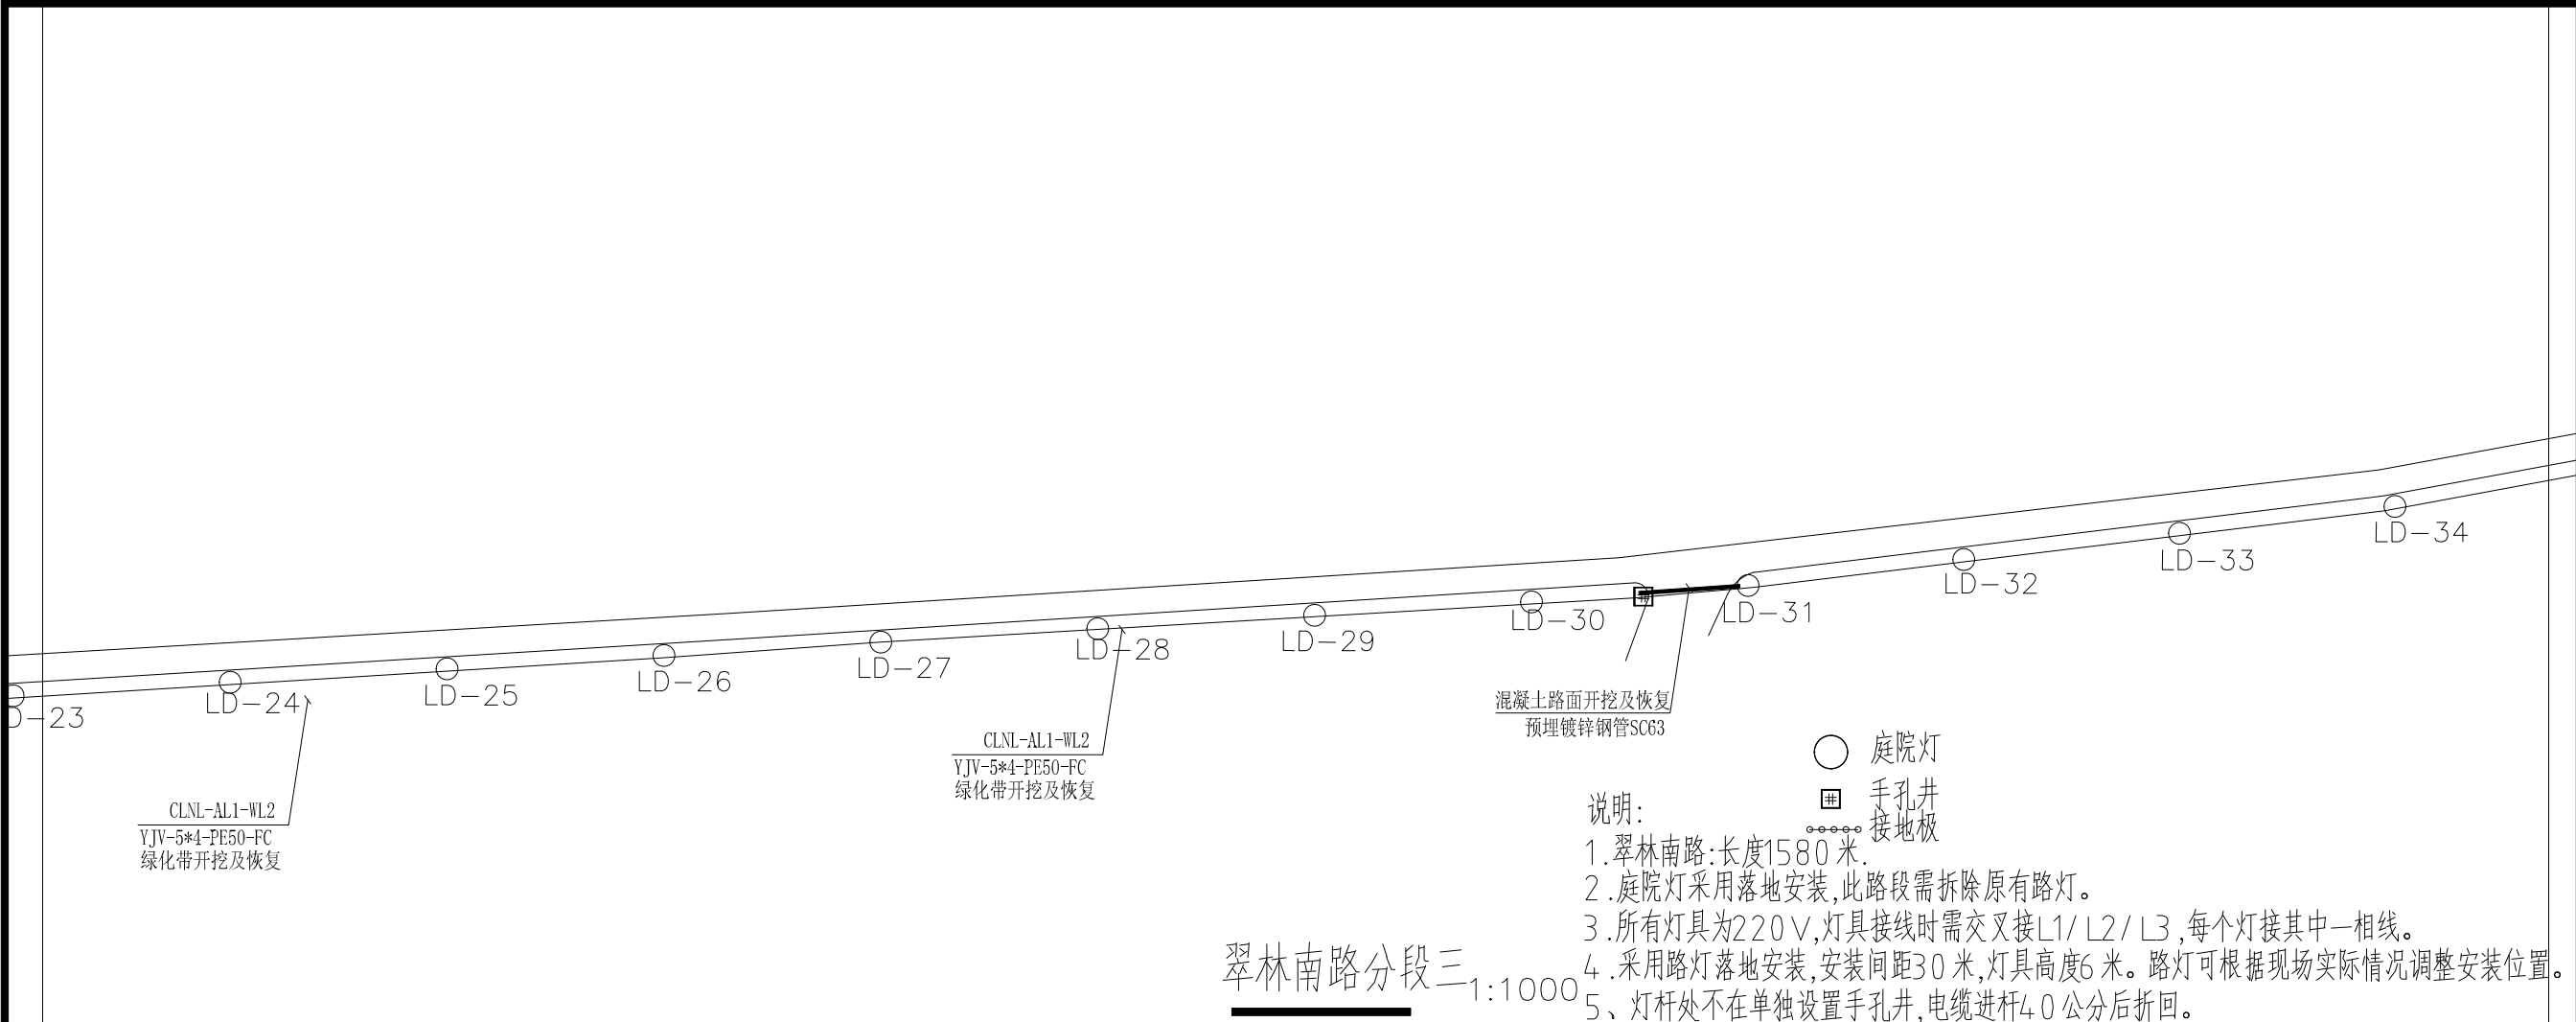 LD-34
LD-33
LD-32
LD-31
LD-30
LD-29
LD-28
LD-27
LD-26
LD-25
LD-24
D-23
混凝土路面开挖及恢复
预埋镀锌钢管SC63
CLNL-AL1-WL2
YJV-5*4-PE50-FC
绿化带开挖及恢复
CLNL-AL1-WL2
YJV-5*4-PE50-FC
绿化带开挖及恢复
庭院灯
手孔井
接地极
说明:
1.翠林南路:长度1580米.
2.庭院灯采用落地安装,此路段需拆除原有路灯。
3.所有灯具为220V,灯具接线时需交叉接L1/L2/L3,每个灯接其中一相线。
4.采用路灯落地安装,安装间距30米,灯具高度6米。路灯可根据现场实际情况调整安装位置。
5、灯杆处不在单独设置手孔井,电缆进杆40公分后折回。
翠林南路分段三 1:1000